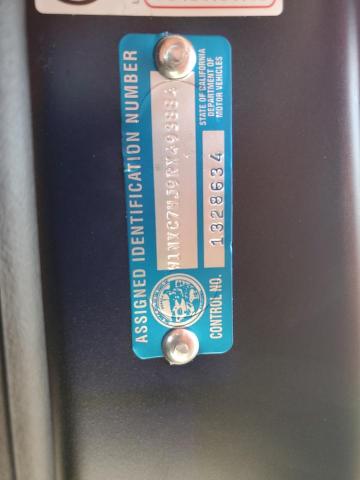 ASSIGNED IDENTIFICATION NUMBER
STATE OF CALIFORNIA
DEPARTMENT OF
MOTOR VEHICLES
CONTROL NO. 1328634